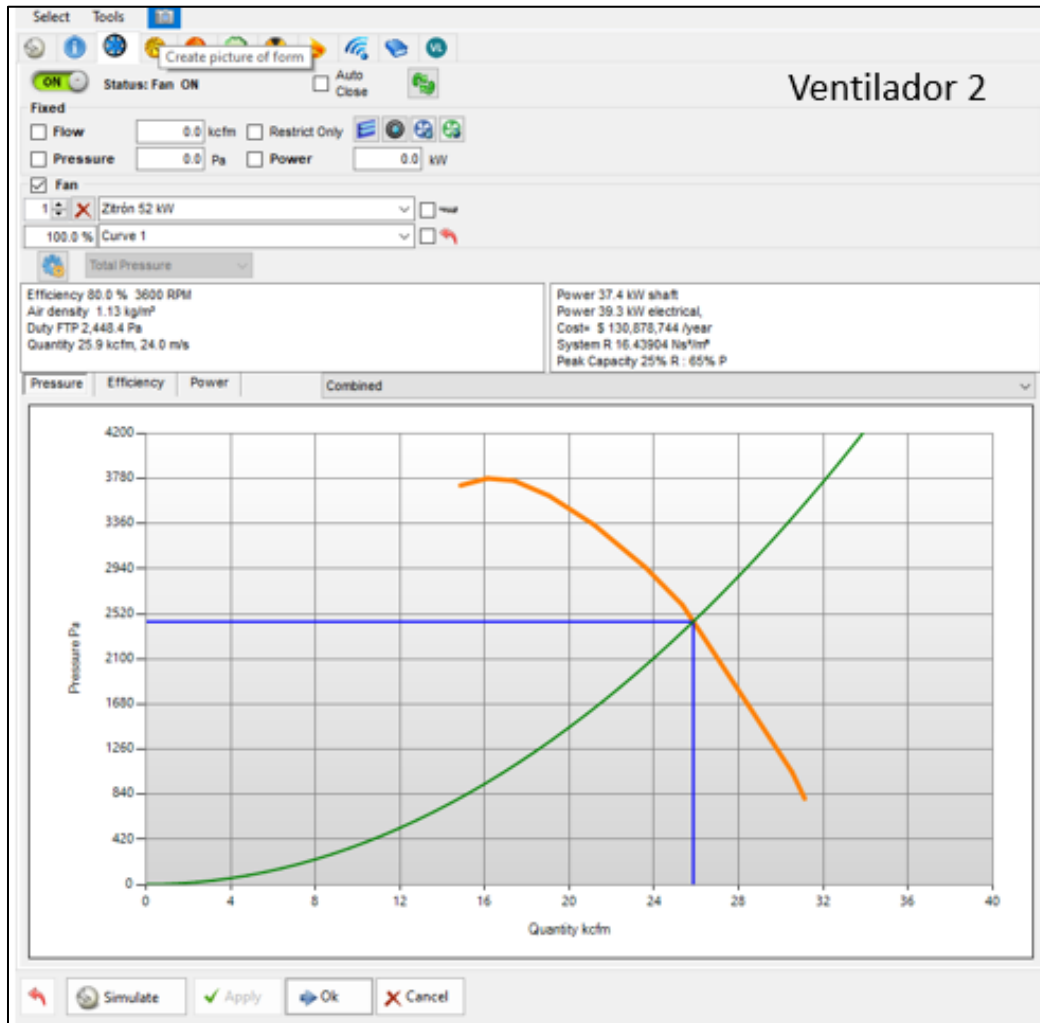 Select Tools
VL
Create picture of form
ON Status: Fan ON Auto Close
Ventilador 2
Fixed
Flow 0.0 kcfm Restrict Only
Pressure 0.0 Pa Power 0.0 kW
Fan
1 Zitrón 52 kW
100.0 % Curve 1
Total Pressure
Efficiency 80.0 % 3600 RPM
Air density 1.13 kg/m³
Duty FTP 2,448.4 Pa
Quantity 25.9 kcfm, 24.0 m/s
Power 37.4 kW shaft
Power 39.3 kW electrical,
Cost= $ 130,878,744 /year
System R 16.43904 Ns²/m⁸
Peak Capacity 25% R : 65% P
Pressure Efficiency Power Combined
4200
3780
3360
2940
2520
2100
1680
1260
840
420
0
Pressure Pa
0 4 8 12 16 20 24 28 32 36 40
Quantity kcfm
Simulate Apply Ok Cancel